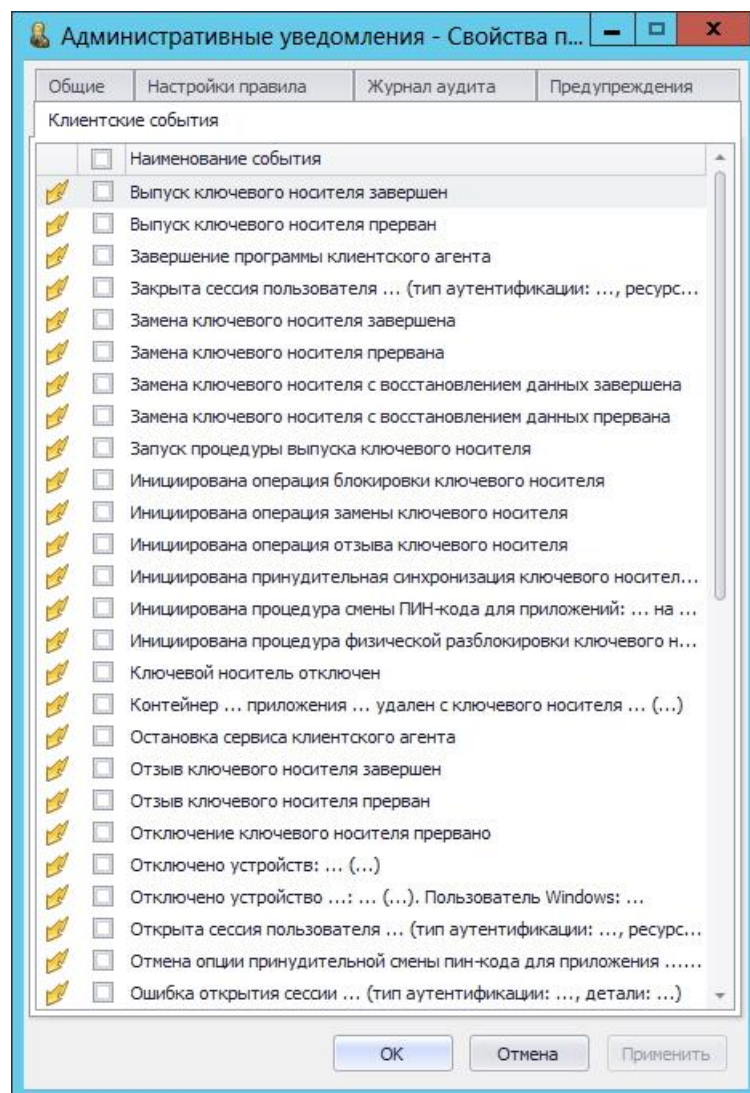 Административные уведомления - Свойства п...
Общие
Настройки правила
Журнал аудита
Предупреждения
Клиентские события
Наименование события
Выпуск ключевого носителя завершен
Выпуск ключевого носителя прерван
Завершение программы клиентского агента
Закрыта сессия пользователя ... (тип аутентификации: ..., ресурс...
Замена ключевого носителя завершена
Замена ключевого носителя прервана
Замена ключевого носителя с восстановлением данных завершена
Замена ключевого носителя с восстановлением данных прервана
Запуск процедуры выпуска ключевого носителя
Инициирована операция блокировки ключевого носителя
Инициирована операция замены ключевого носителя
Инициирована операция отзыва ключевого носителя
Инициирована принудительная синхронизация ключевого носител...
Инициирована процедура смены ПИН-кода для приложений: ... на ...
Инициирована процедура физической разблокировки ключевого н...
Ключевой носитель отключен
Контейнер ... приложения ... удален с ключевого носителя ... (...)
Остановка сервиса клиентского агента
Отзыв ключевого носителя завершен
Отзыв ключевого носителя прерван
Отключение ключевого носителя прервано
Отключено устройств: ... (...)
Отключено устройство ...: ... (...). Пользователь Windows: ...
Открыта сессия пользователя ... (тип аутентификации: ..., ресурс...
Отмена опции принудительной смены пин-кода для приложения ......
Ошибка открытия сессии ... (тип аутентификации: ..., детали: ...)
ОК
Отмена
Применить